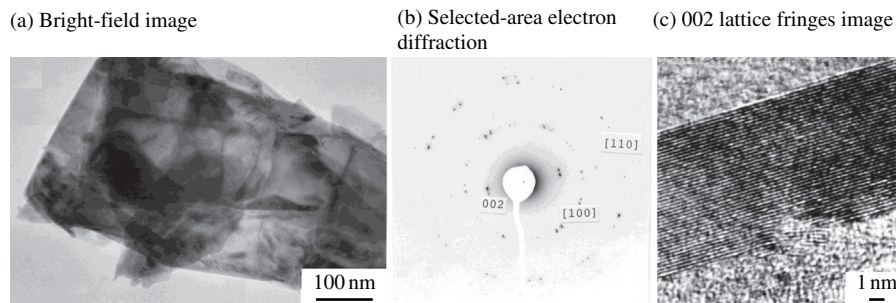 (a) Bright-field image
(b) Selected-area electron
diffraction
(c) 002 lattice fringes image
[110]
002
[100]
100 nm
1 nm